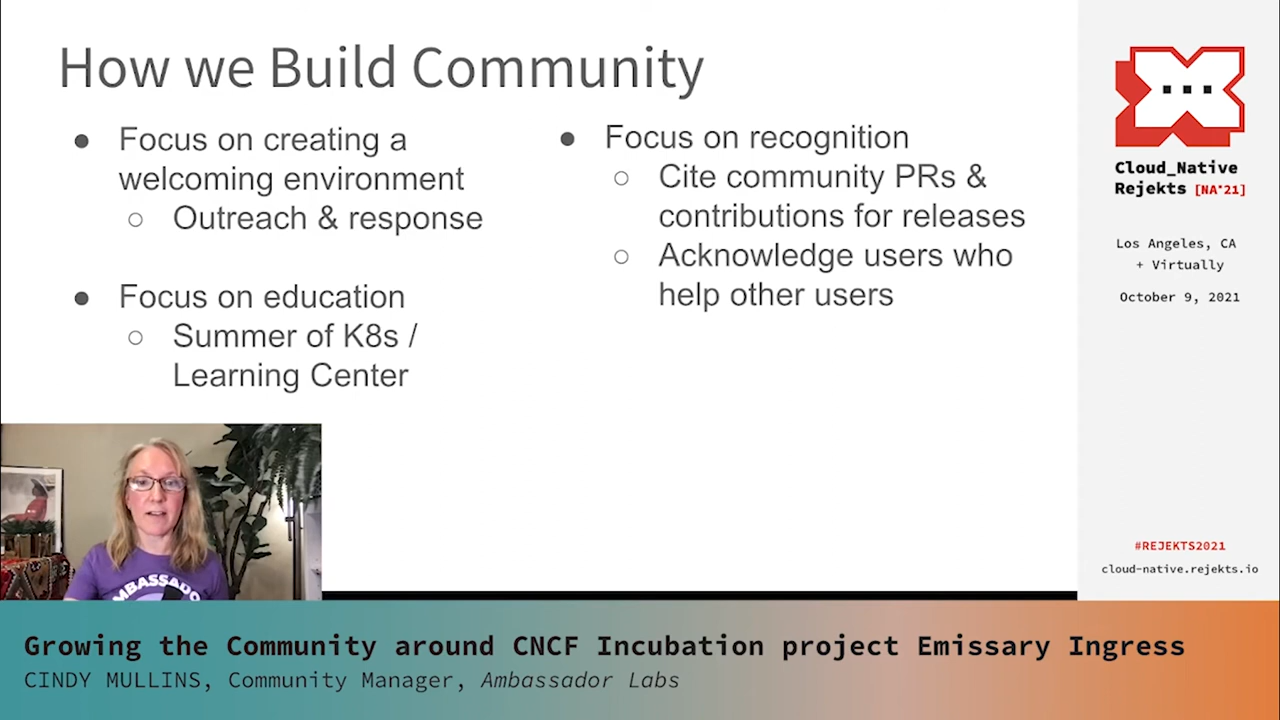 How we Build Community
● Focus on creating a
welcoming environment
○ Outreach & response
● Focus on education
○ Summer of K8s /
Learning Center
● Focus on recognition
○ Cite community PRs &
contributions for releases
○ Acknowledge users who
help other users
Cloud_Native
Rejekts [NA'21]
Los Angeles, CA
+ Virtually
October 9, 2021
#REJEKTS2021
cloud-native.rejekts.io
Growing the Community around CNCF Incubation project Emissary Ingress
CINDY MULLINS, Community Manager, Ambassador Labs